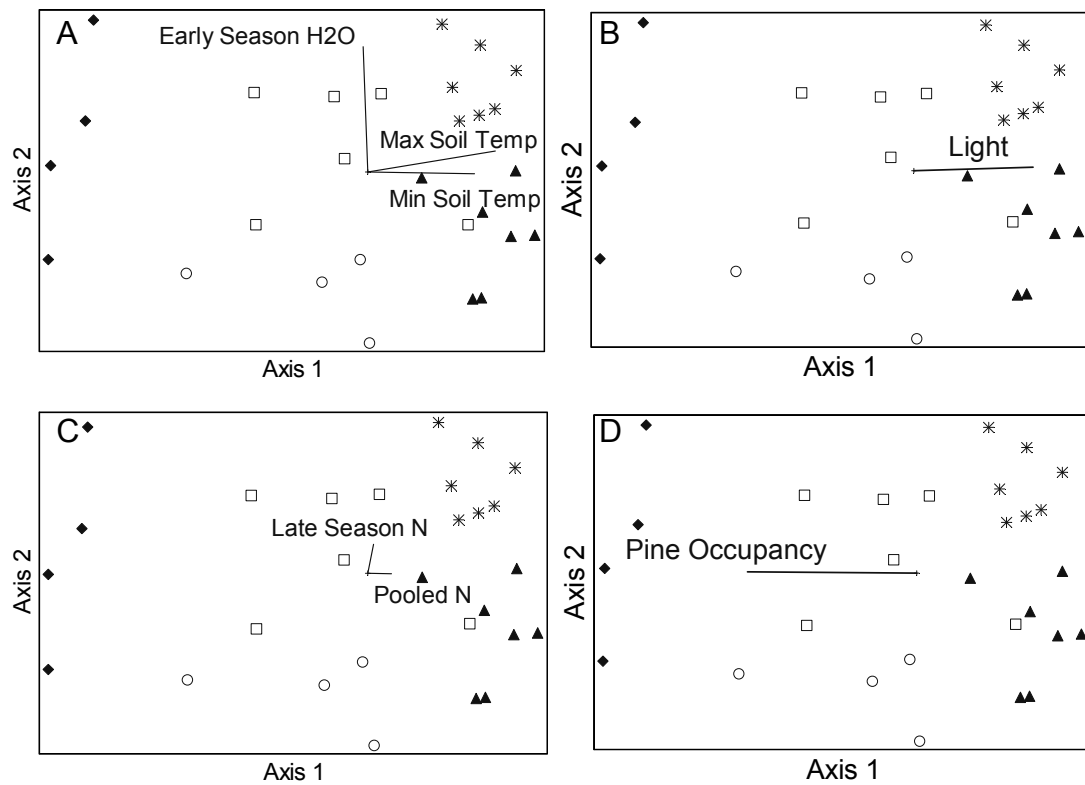 A
Early Season H2O
Max Soil Temp
Min Soil Temp
Axis 2
Axis 1
B
Light
Axis 2
Axis 1
C
Late Season N
Pooled N
Axis 2
Axis 1
D
Pine Occupancy
Axis 2
Axis 1